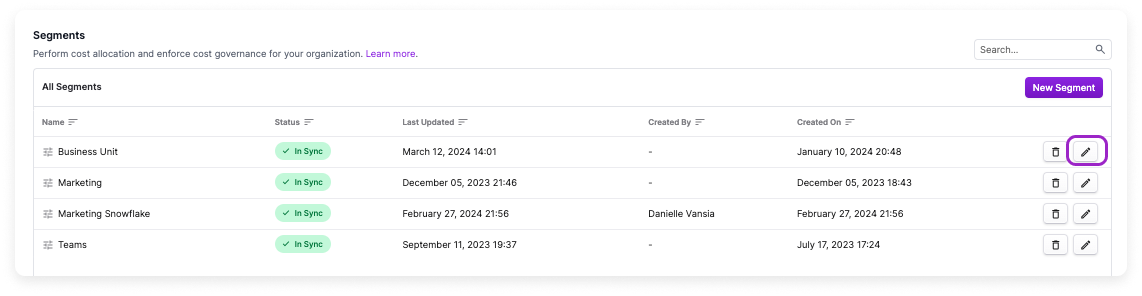 Segments
Perform cost allocation and enforce cost governance for your organization. Learn more.
Search...
All Segments
New Segment
Name Status Last Updated Created By Created On
Business Unit In Sync March 12, 2024 14:01 - January 10, 2024 20:48
Marketing In Sync December 05, 2023 21:46 - December 05, 2023 18:43
Marketing Snowflake In Sync February 27, 2024 21:56 Danielle Vansia February 27, 2024 21:56
Teams In Sync September 11, 2023 19:37 - July 17, 2023 17:24